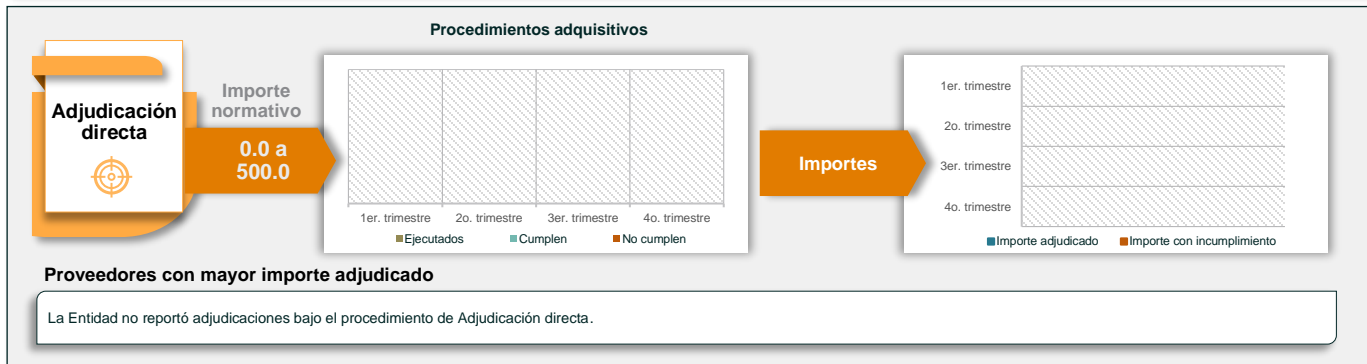 Procedimientos adquisitivos
Adjudicación
directa
Importe
normativo
0.0 a
500.0
1er. trimestre
2o. trimestre
3er. trimestre
4o. trimestre
Ejecutados
Cumplen
No cumplen
Importes
1er. trimestre
2o. trimestre
3er. trimestre
4o. trimestre
Importe adjudicado
Importe con incumplimiento
Proveedores con mayor importe adjudicado
La Entidad no reportó adjudicaciones bajo el procedimiento de Adjudicación directa.